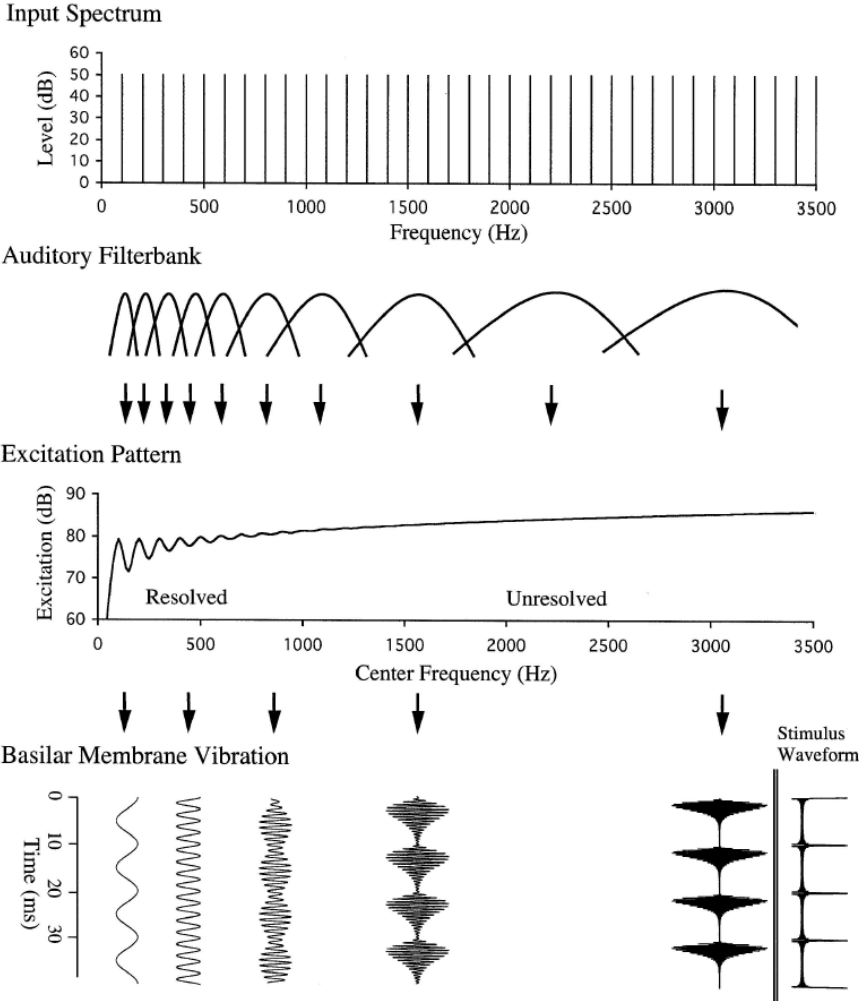 Input Spectrum
60
50
40
30
20
10
0
Level (dB)
0 500 1000 1500 2000 2500 3000 3500
Frequency (Hz)
Auditory Filterbank
Excitation Pattern
90
80
70
60
Excitation (dB)
Resolved Unresolved
0 500 1000 1500 2000 2500 3000 3500
Center Frequency (Hz)
Basilar Membrane Vibration
Stimulus
Waveform
0
10
20
30
Time (ms)